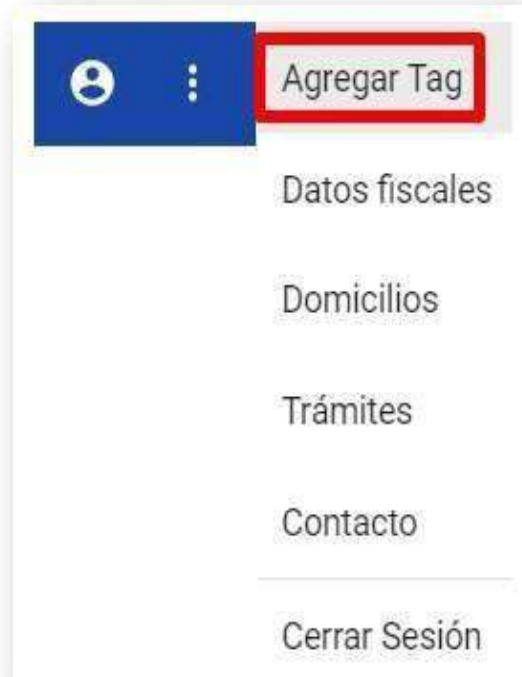 Agregar Tag
Datos fiscales
Domicilios
Trámites
Contacto
Cerrar Sesión